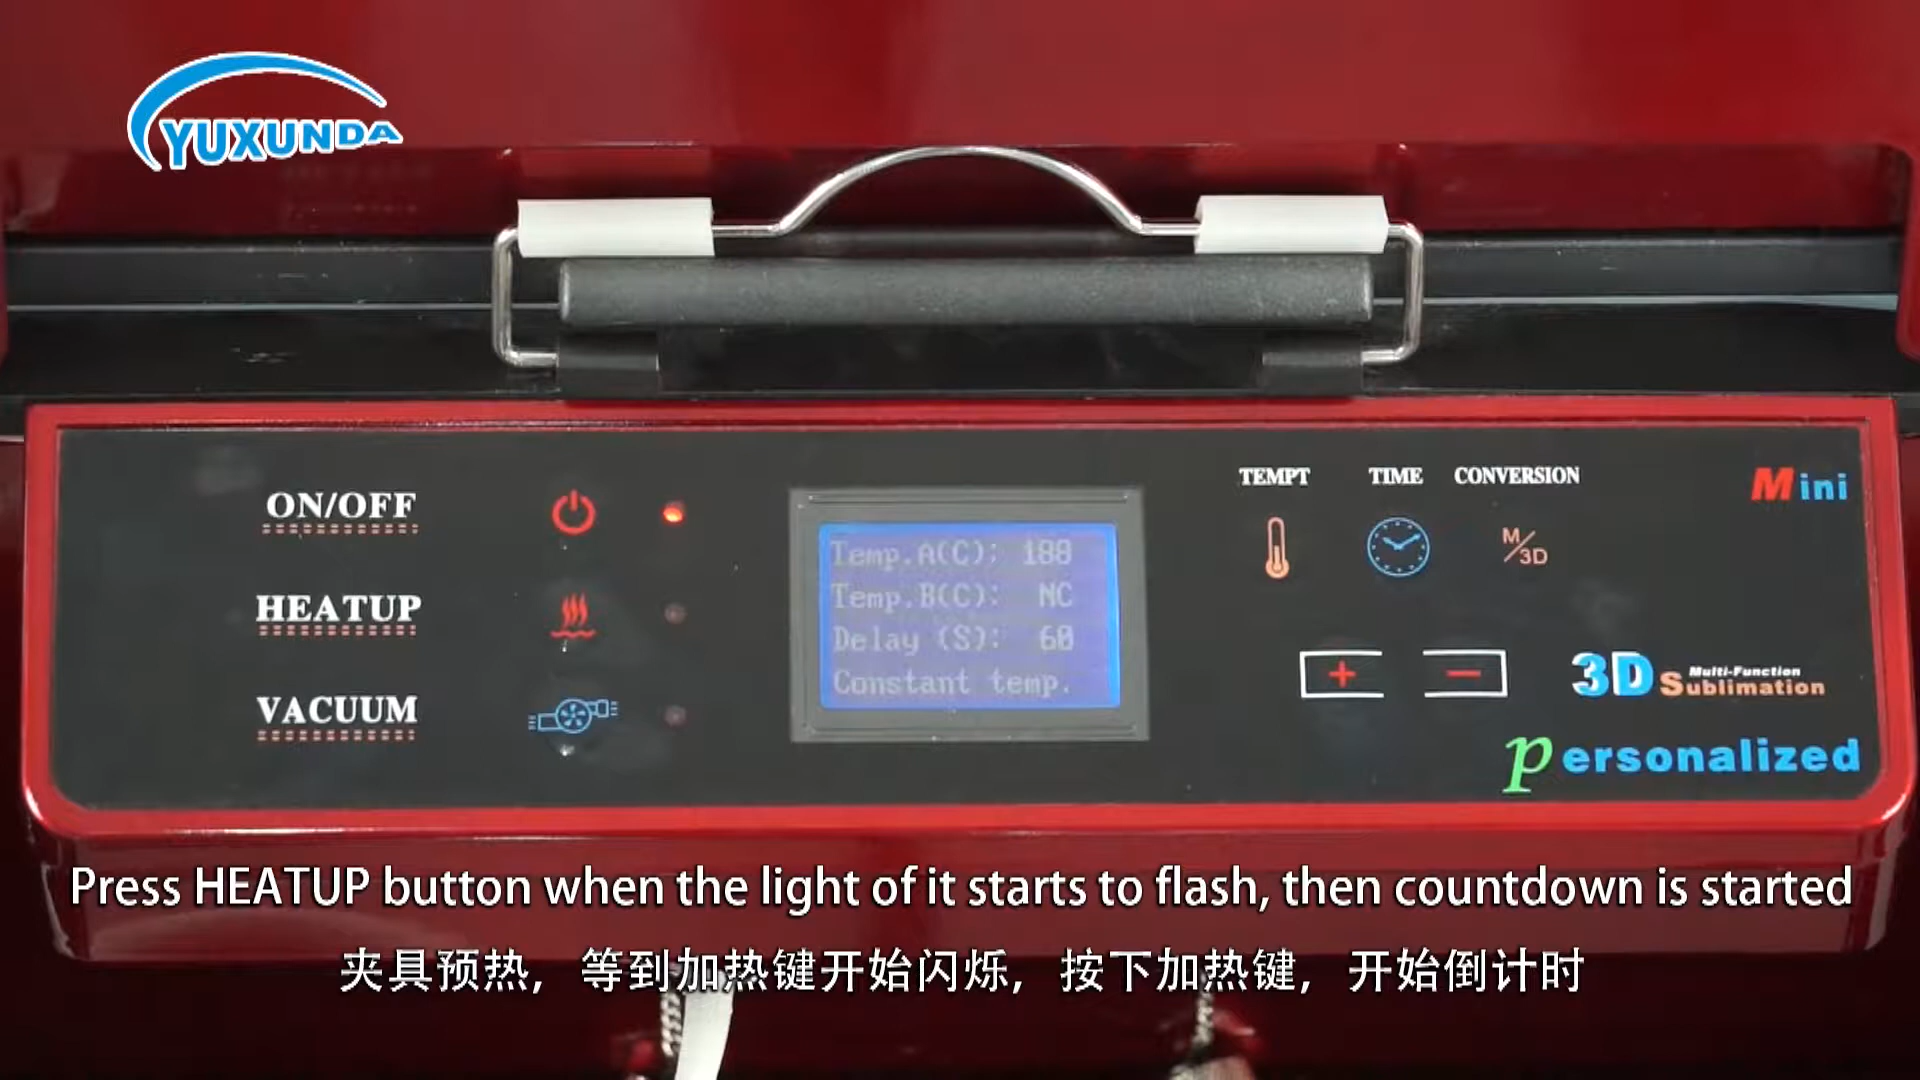 YUXUNDA
ON/OFF
HEATUP
VACUUM
Temp.A(C): 188
Temp.B(C): NC
Delay (S): 60
Constant temp.
TEMPT TIME CONVERSION
M/3D
Mini
+ −
3D Multi-Function Sublimation
Personalized
Press HEATUP button when the light of it starts to flash, then countdown is started
夹具预热，等到加热键开始闪烁，按下加热键，开始倒计时